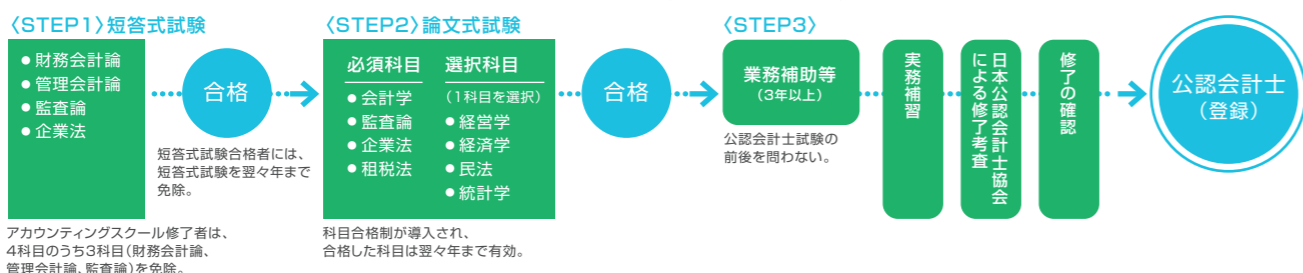 〈STEP1〉短答式試験
●財務会計論
●管理会計論
●監査論
●企業法
アカウンティングスクール修了者は、
4科目のうち3科目(財務会計論、
管理会計論、監査論)を免除。
合格
短答式試験合格者には、
短答式試験を翌々年まで
免除。
〈STEP2〉論文式試験
必須科目
●会計学
●監査論
●企業法
●租税法
選択科目
(1科目を選択)
●経営学
●経済学
●民法
●統計学
科目合格制が導入され、
合格した科目は翌々年まで有効。
合格
〈STEP3〉
業務補助等
(3年以上)
公認会計士試験の
前後を問わない。
実務補習
日本公認会計士協会
による修了考査
修了の確認
公認会計士
(登録)